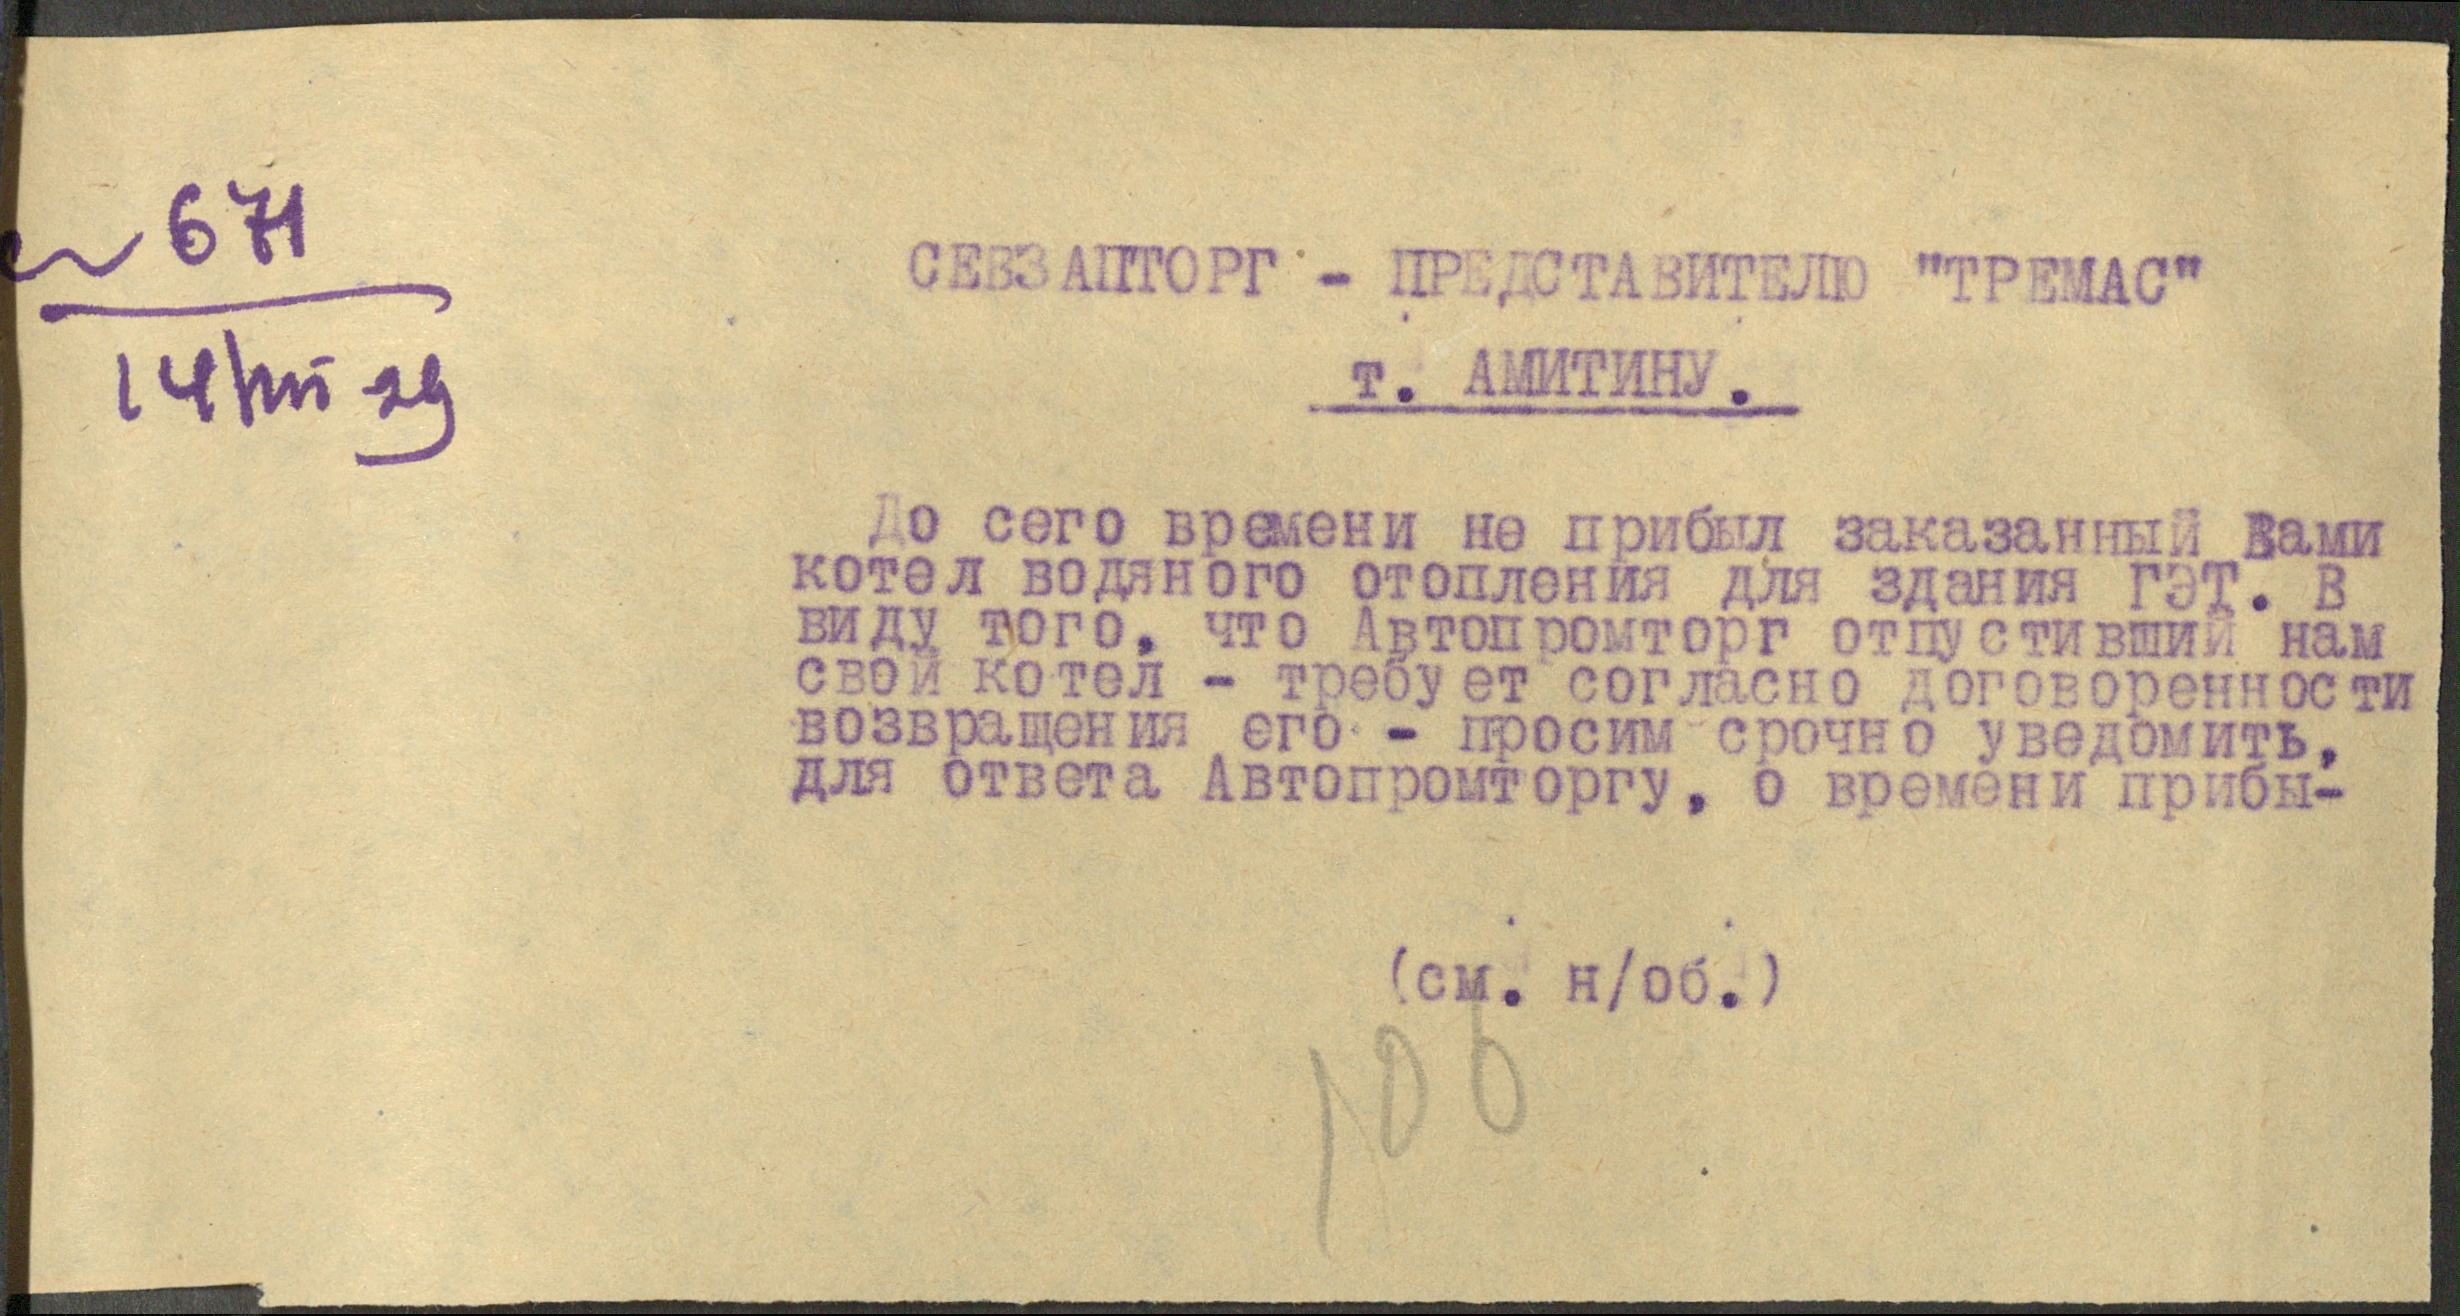 № 671
14/VIII 29
СЕВЗАПТОРГ - ПРЕДСТАВИТЕЛЮ "ТРЕМАС"
т. АМИТИНУ.
До сего времени не прибыл заказанный Вами
котел водяного отопления для здания ГЭТ. В
виду того, что Автопромторг отпустивший нам
свой котел - требует согласно договоренности
возвращения его - просим срочно уведомить,
для ответа Автопромторгу, о времени прибы-
(см. н/об.)
106